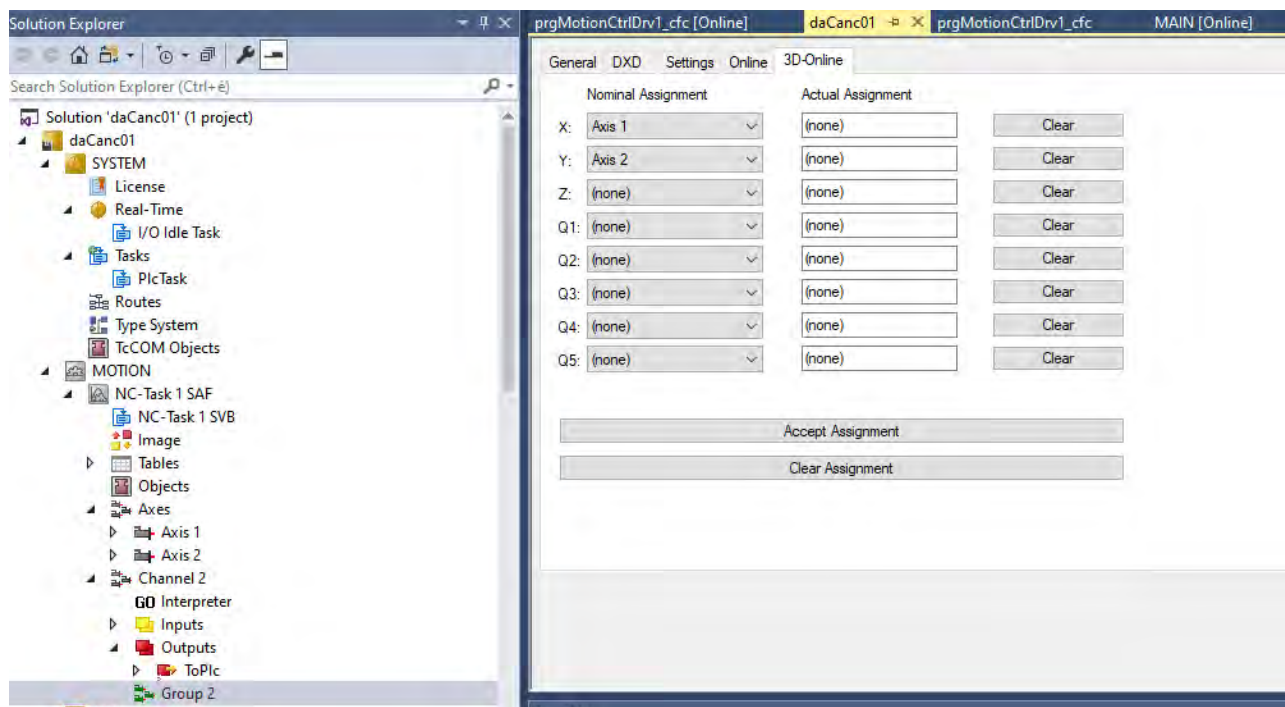 Solution Explorer
Search Solution Explorer (Ctrl+è)
Solution 'daCanc01' (1 project)
daCanc01
SYSTEM
License
Real-Time
I/O Idle Task
Tasks
PlcTask
Routes
Type System
TcCOM Objects
MOTION
NC-Task 1 SAF
NC-Task 1 SVB
Image
Tables
Objects
Axes
Axis 1
Axis 2
Channel 2
GO Interpreter
Inputs
Outputs
ToPlc
Group 2
prgMotionCtrlDrv1_cfc [Online] daCanc01 prgMotionCtrlDrv1_cfc MAIN [Online]
General DXD Settings Online 3D-Online
Nominal Assignment Actual Assignment
X: Axis 1 (none) Clear
Y: Axis 2 (none) Clear
Z: (none) (none) Clear
Q1: (none) (none) Clear
Q2: (none) (none) Clear
Q3: (none) (none) Clear
Q4: (none) (none) Clear
Q5: (none) (none) Clear
Accept Assignment
Clear Assignment